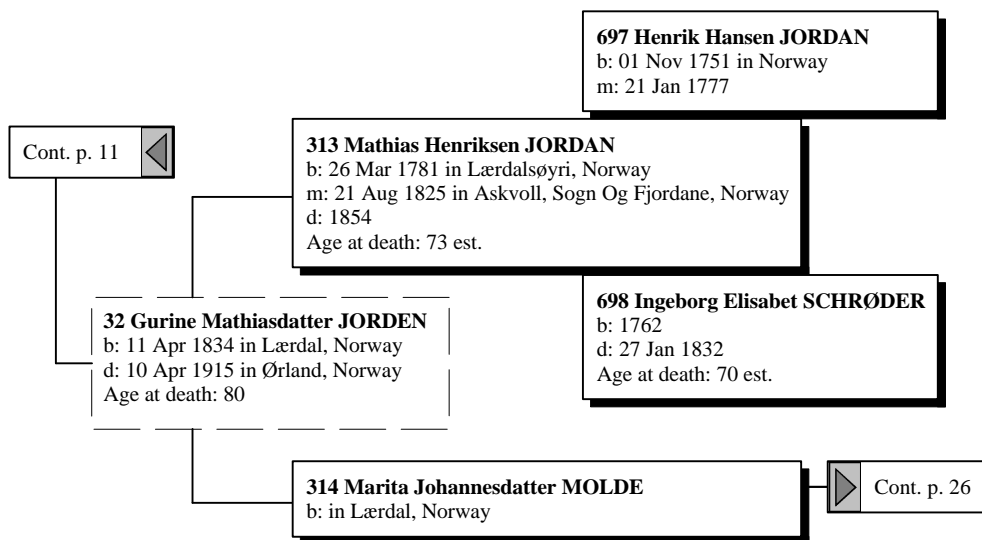 697 Henrik Hansen JORDAN
b: 01 Nov 1751 in Norway
m: 21 Jan 1777
Cont. p. 11
313 Mathias Henriksen JORDAN
b: 26 Mar 1781 in Lærdalsøyri, Norway
m: 21 Aug 1825 in Askvoll, Sogn Og Fjordane, Norway
d: 1854
Age at death: 73 est.
698 Ingeborg Elisabet SCHRØDER
b: 1762
d: 27 Jan 1832
Age at death: 70 est.
32 Gurine Mathiasdatter JORDEN
b: 11 Apr 1834 in Lærdal, Norway
d: 10 Apr 1915 in Ørland, Norway
Age at death: 80
314 Marita Johannesdatter MOLDE
b: in Lærdal, Norway
Cont. p. 26